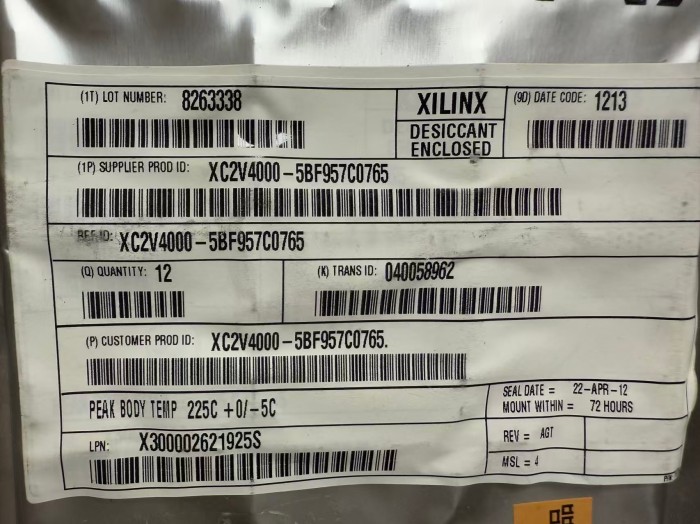 (1T) LOT NUMBER: 8263338
XILINX
DESICCANT
ENCLOSED
(9D) DATE CODE: 1213
(1P) SUPPLIER PROD ID: XC2V4000-5BF957C0765
REF ID: XC2V4000-5BF957C0765
(Q) QUANTITY: 12
(K) TRANS ID: 040058962
(P) CUSTOMER PROD ID: XC2V4000-5BF957C0765.
PEAK BODY TEMP 225C +0/-5C
SEAL DATE = 22-APR-12
MOUNT WITHIN = 72 HOURS
LPN: X300002621925S
REV = AGT
MSL = 4